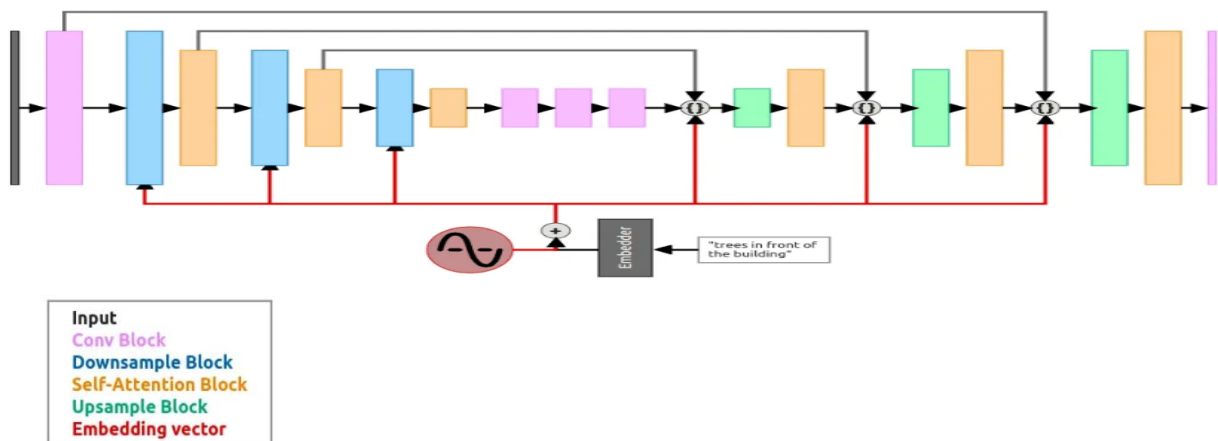 {}
{}
{}
+
Embedder
"trees in front of
the building"
Input
Conv Block
Downsample Block
Self-Attention Block
Upsample Block
Embedding vector